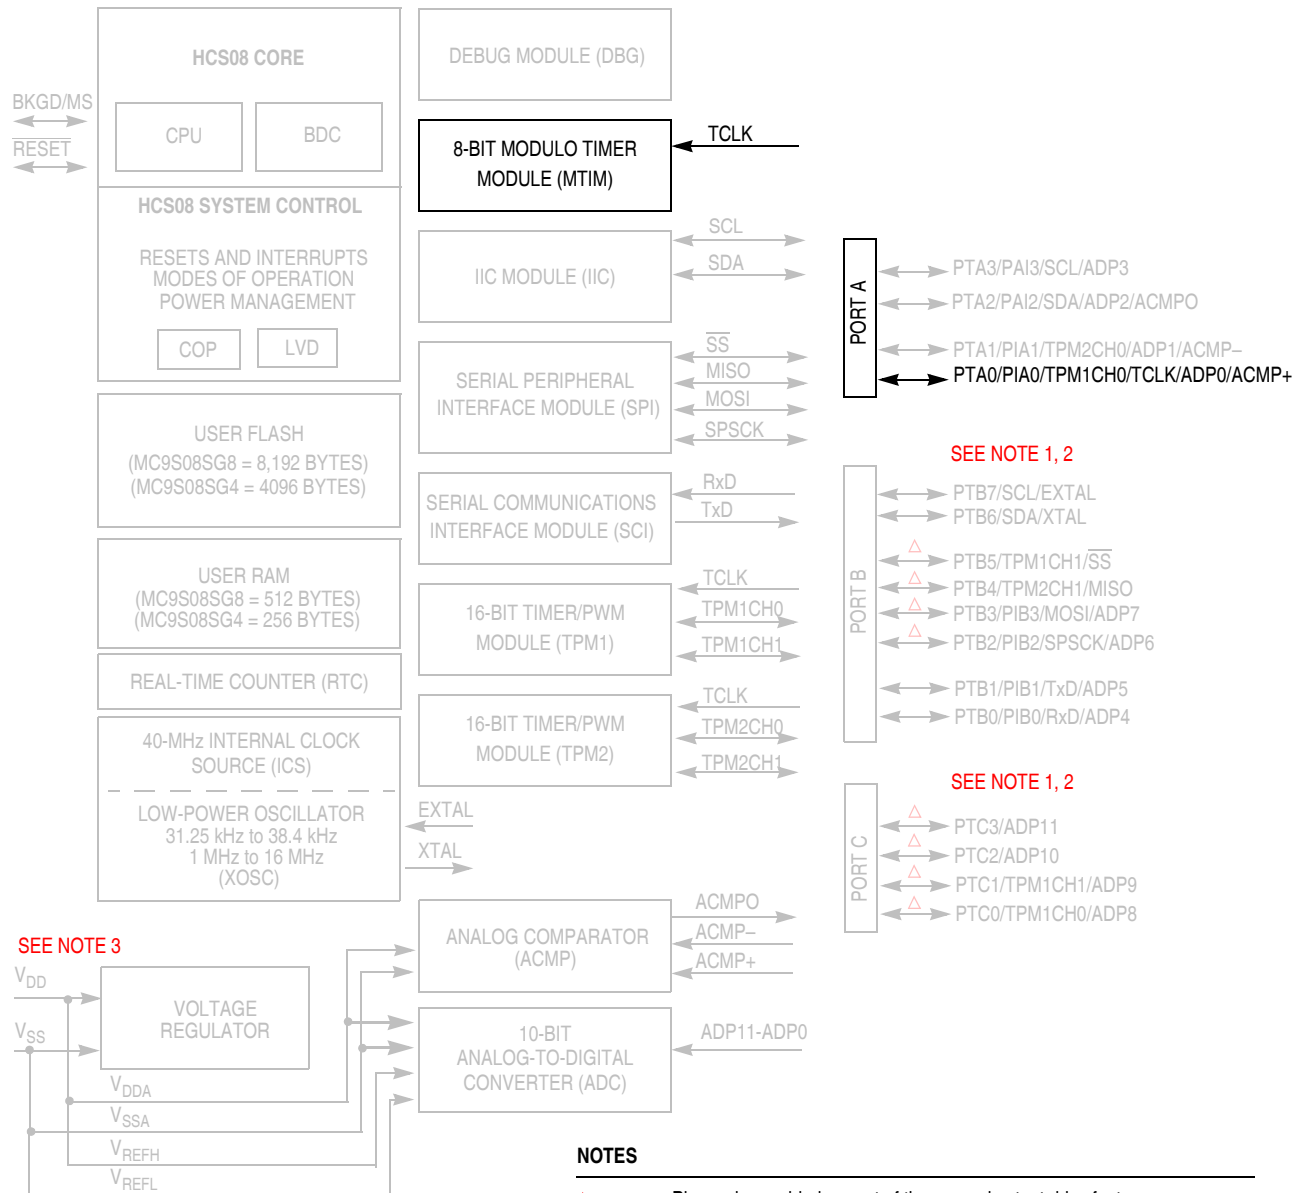 HCS08 CORE
BKGD/MS
RESET
CPU
BDC
HCS08 SYSTEM CONTROL
RESETS AND INTERRUPTS
MODES OF OPERATION
POWER MANAGEMENT
COP
LVD
USER FLASH
(MC9S08SG8 = 8,192 BYTES)
(MC9S08SG4 = 4096 BYTES)
USER RAM
(MC9S08SG8 = 512 BYTES)
(MC9S08SG4 = 256 BYTES)
REAL-TIME COUNTER (RTC)
40-MHz INTERNAL CLOCK
SOURCE (ICS)
LOW-POWER OSCILLATOR
31.25 kHz to 38.4 kHz
1 MHz to 16 MHz
(XOSC)
EXTAL
XTAL
SEE NOTE 3
VDD
VSS
VOLTAGE
REGULATOR
VDDA
VSSA
VREFH
VREFL
DEBUG MODULE (DBG)
8-BIT MODULO TIMER
MODULE (MTIM)
TCLK
IIC MODULE (IIC)
SCL
SDA
SERIAL PERIPHERAL
INTERFACE MODULE (SPI)
SS
MISO
MOSI
SPSCK
SERIAL COMMUNICATIONS
INTERFACE MODULE (SCI)
RxD
TxD
16-BIT TIMER/PWM
MODULE (TPM1)
TCLK
TPM1CH0
TPM1CH1
16-BIT TIMER/PWM
MODULE (TPM2)
TCLK
TPM2CH0
TPM2CH1
ANALOG COMPARATOR
(ACMP)
ACMPO
ACMP–
ACMP+
10-BIT
ANALOG-TO-DIGITAL
CONVERTER (ADC)
ADP11-ADP0
PORT A
PTA3/PAI3/SCL/ADP3
PTA2/PAI2/SDA/ADP2/ACMPO
PTA1/PIA1/TPM2CH0/ADP1/ACMP–
PTA0/PIA0/TPM1CH0/TCLK/ADP0/ACMP+
SEE NOTE 1, 2
PORT B
PTB7/SCL/EXTAL
PTB6/SDA/XTAL
PTB5/TPM1CH1/SS
PTB4/TPM2CH1/MISO
PTB3/PIB3/MOSI/ADP7
PTB2/PIB2/SPSCK/ADP6
PTB1/PIB1/TxD/ADP5
PTB0/PIB0/RxD/ADP4
SEE NOTE 1, 2
PORT C
PTC3/ADP11
PTC2/ADP10
PTC1/TPM1CH1/ADP9
PTC0/TPM1CH0/ADP8
NOTES